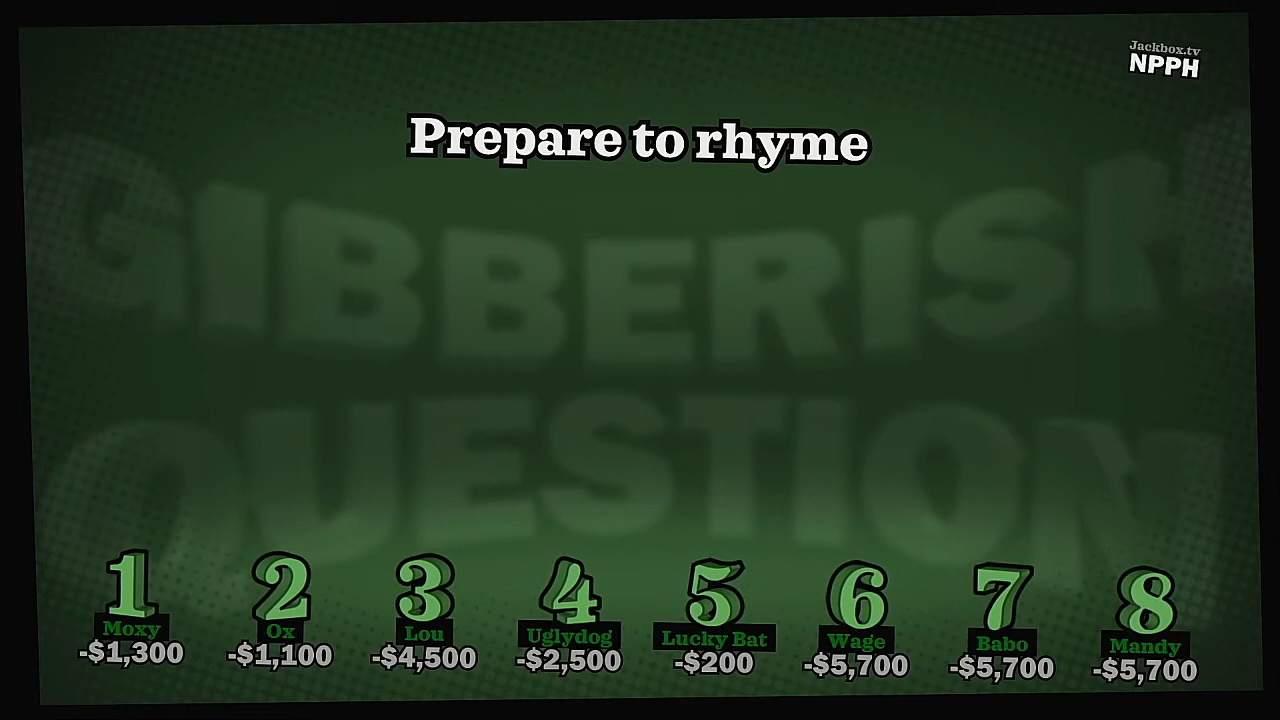 Jackbox.tv
NPPH
Prepare to rhyme
GIBBERISH
QUESTION
1 2 3 4 5 6 7 8
Moxy Ox Lou Uglydog Lucky Bat Wage Babo Mandy
-$1,300 -$1,100 -$4,500 -$2,500 -$200 -$5,700 -$5,700 -$5,700